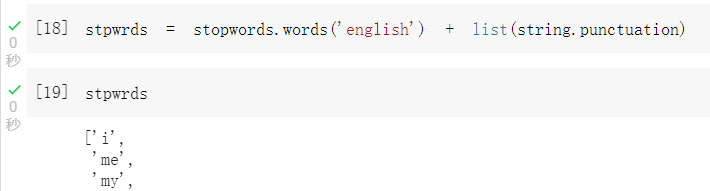 [18] stpwrds = stopwords.words('english') + list(string.punctuation)
0
秒
[19] stpwrds
0
秒
['i',
'me',
'my',